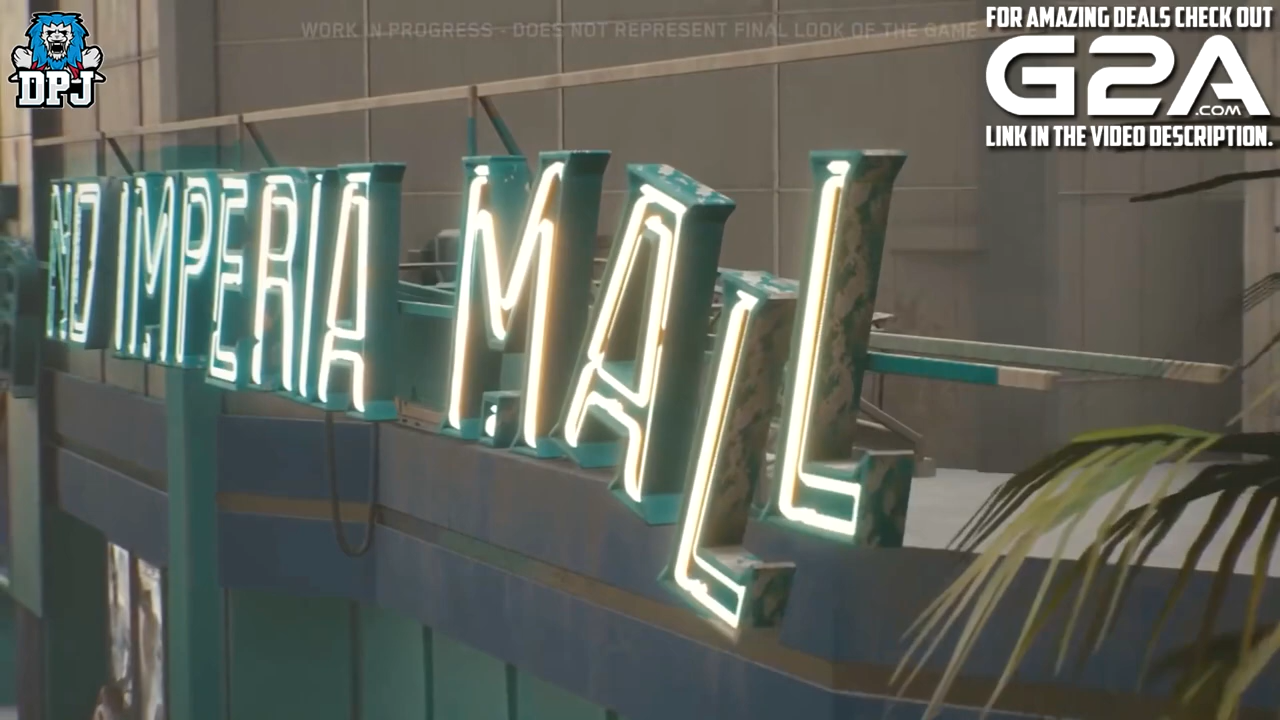 WORK IN PROGRESS - DOES NOT REPRESENT FINAL LOOK OF THE GAME
FOR AMAZING DEALS CHECK OUT
G2A
.COM
LINK IN THE VIDEO DESCRIPTION.
DPJ
ND IMPERIA MALL